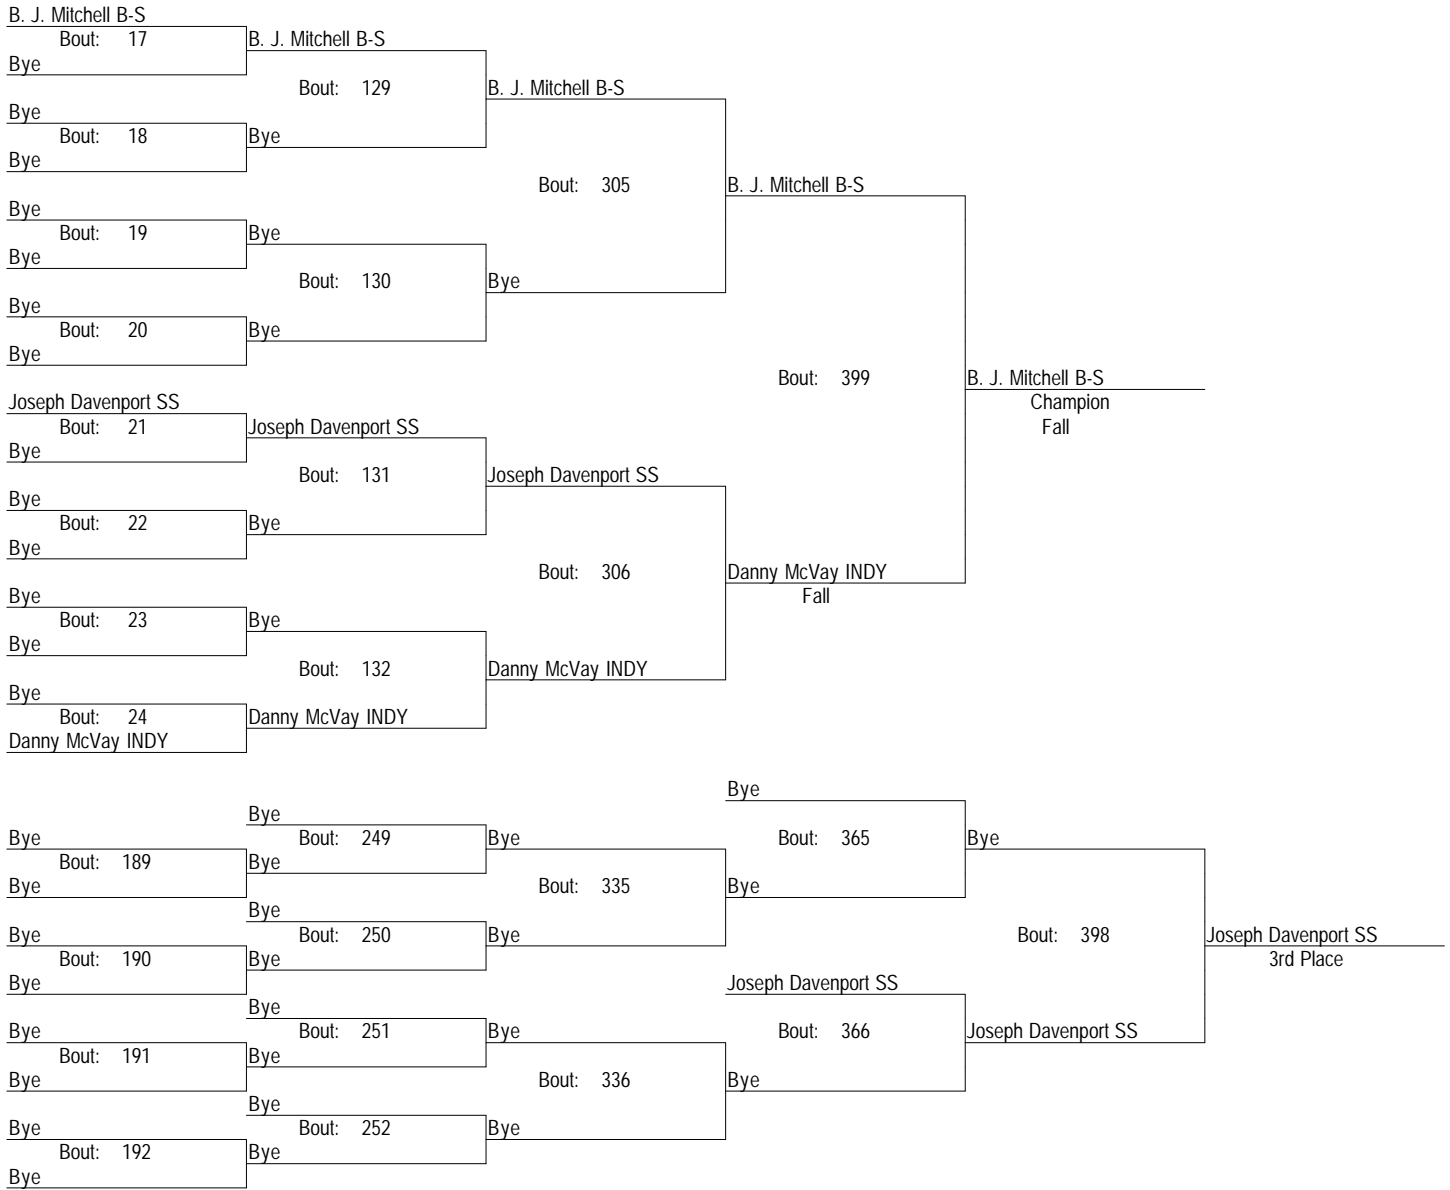 B. J. Mitchell B-S
Bout: 17 B. J. Mitchell B-S
Bye
Bout: 129 B. J. Mitchell B-S
Bye
Bout: 18 Bye
Bye
Bout: 305 B. J. Mitchell B-S
Bye
Bout: 19 Bye
Bye
Bout: 130 Bye
Bye
Bout: 20 Bye
Bye
Bout: 399 B. J. Mitchell B-S
Joseph Davenport SS Champion
Bout: 21 Joseph Davenport SS Fall
Bye
Bout: 131 Joseph Davenport SS
Bye
Bout: 22 Bye
Bye
Bout: 306 Danny McVay INDY
Bye Fall
Bout: 23 Bye
Bye
Bout: 132 Danny McVay INDY
Bye
Bout: 24 Danny McVay INDY
Danny McVay INDY
Bye
Bye
Bye Bout: 249 Bye Bout: 365 Bye
Bout: 189 Bye
Bye Bout: 335 Bye
Bye
Bye Bout: 250 Bye Bout: 398 Joseph Davenport SS
Bout: 190 Bye 3rd Place
Bye Joseph Davenport SS
Bye
Bye Bout: 251 Bye Bout: 366 Joseph Davenport SS
Bout: 191 Bye
Bye Bout: 336 Bye
Bye
Bye Bout: 252 Bye
Bout: 192 Bye
Bye